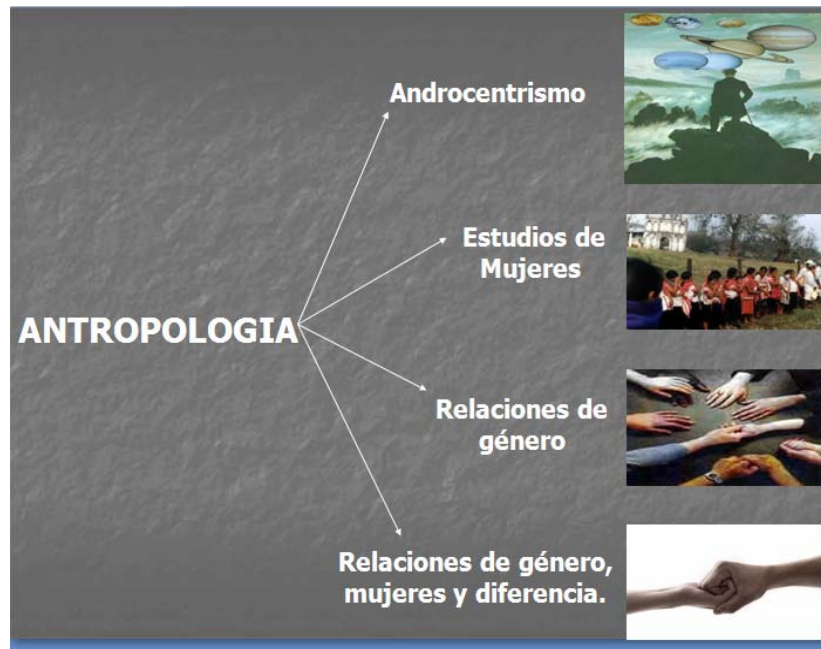 Androcentrismo
Estudios de
Mujeres
ANTROPOLOGIA
Relaciones de
género
Relaciones de género,
mujeres y diferencia.